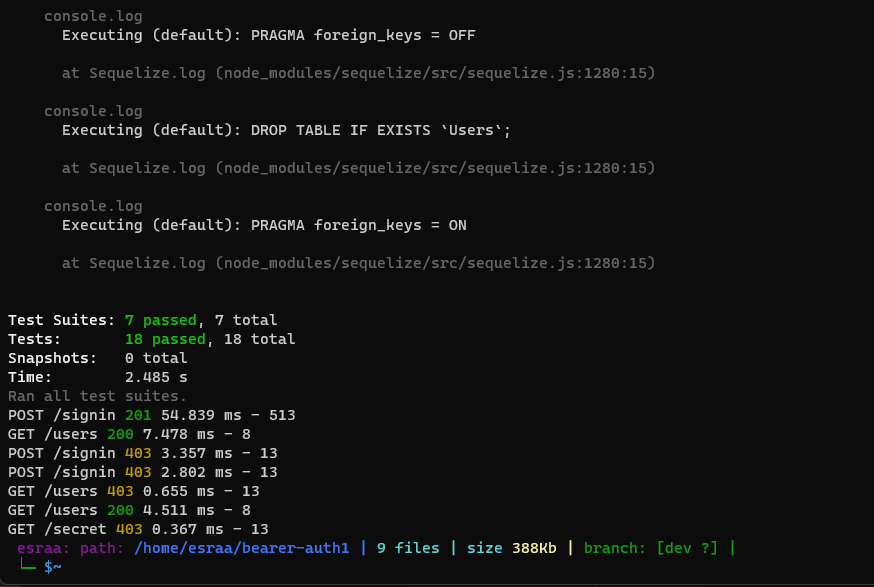 console.log
Executing (default): PRAGMA foreign_keys = OFF
at Sequelize.log (node_modules/sequelize/src/sequelize.js:1280:15)
console.log
Executing (default): DROP TABLE IF EXISTS `Users`;
at Sequelize.log (node_modules/sequelize/src/sequelize.js:1280:15)
console.log
Executing (default): PRAGMA foreign_keys = ON
at Sequelize.log (node_modules/sequelize/src/sequelize.js:1280:15)
Test Suites: 7 passed, 7 total
Tests: 18 passed, 18 total
Snapshots: 0 total
Time: 2.485 s
Ran all test suites.
POST /signin 201 54.839 ms - 513
GET /users 200 7.478 ms - 8
POST /signin 403 3.357 ms - 13
POST /signin 403 2.802 ms - 13
GET /users 403 0.655 ms - 13
GET /users 200 4.511 ms - 8
GET /secret 403 0.367 ms - 13
esraa: path: /home/esraa/bearer-auth1 | 9 files | size 388Kb | branch: [dev ?] |
└─ $~